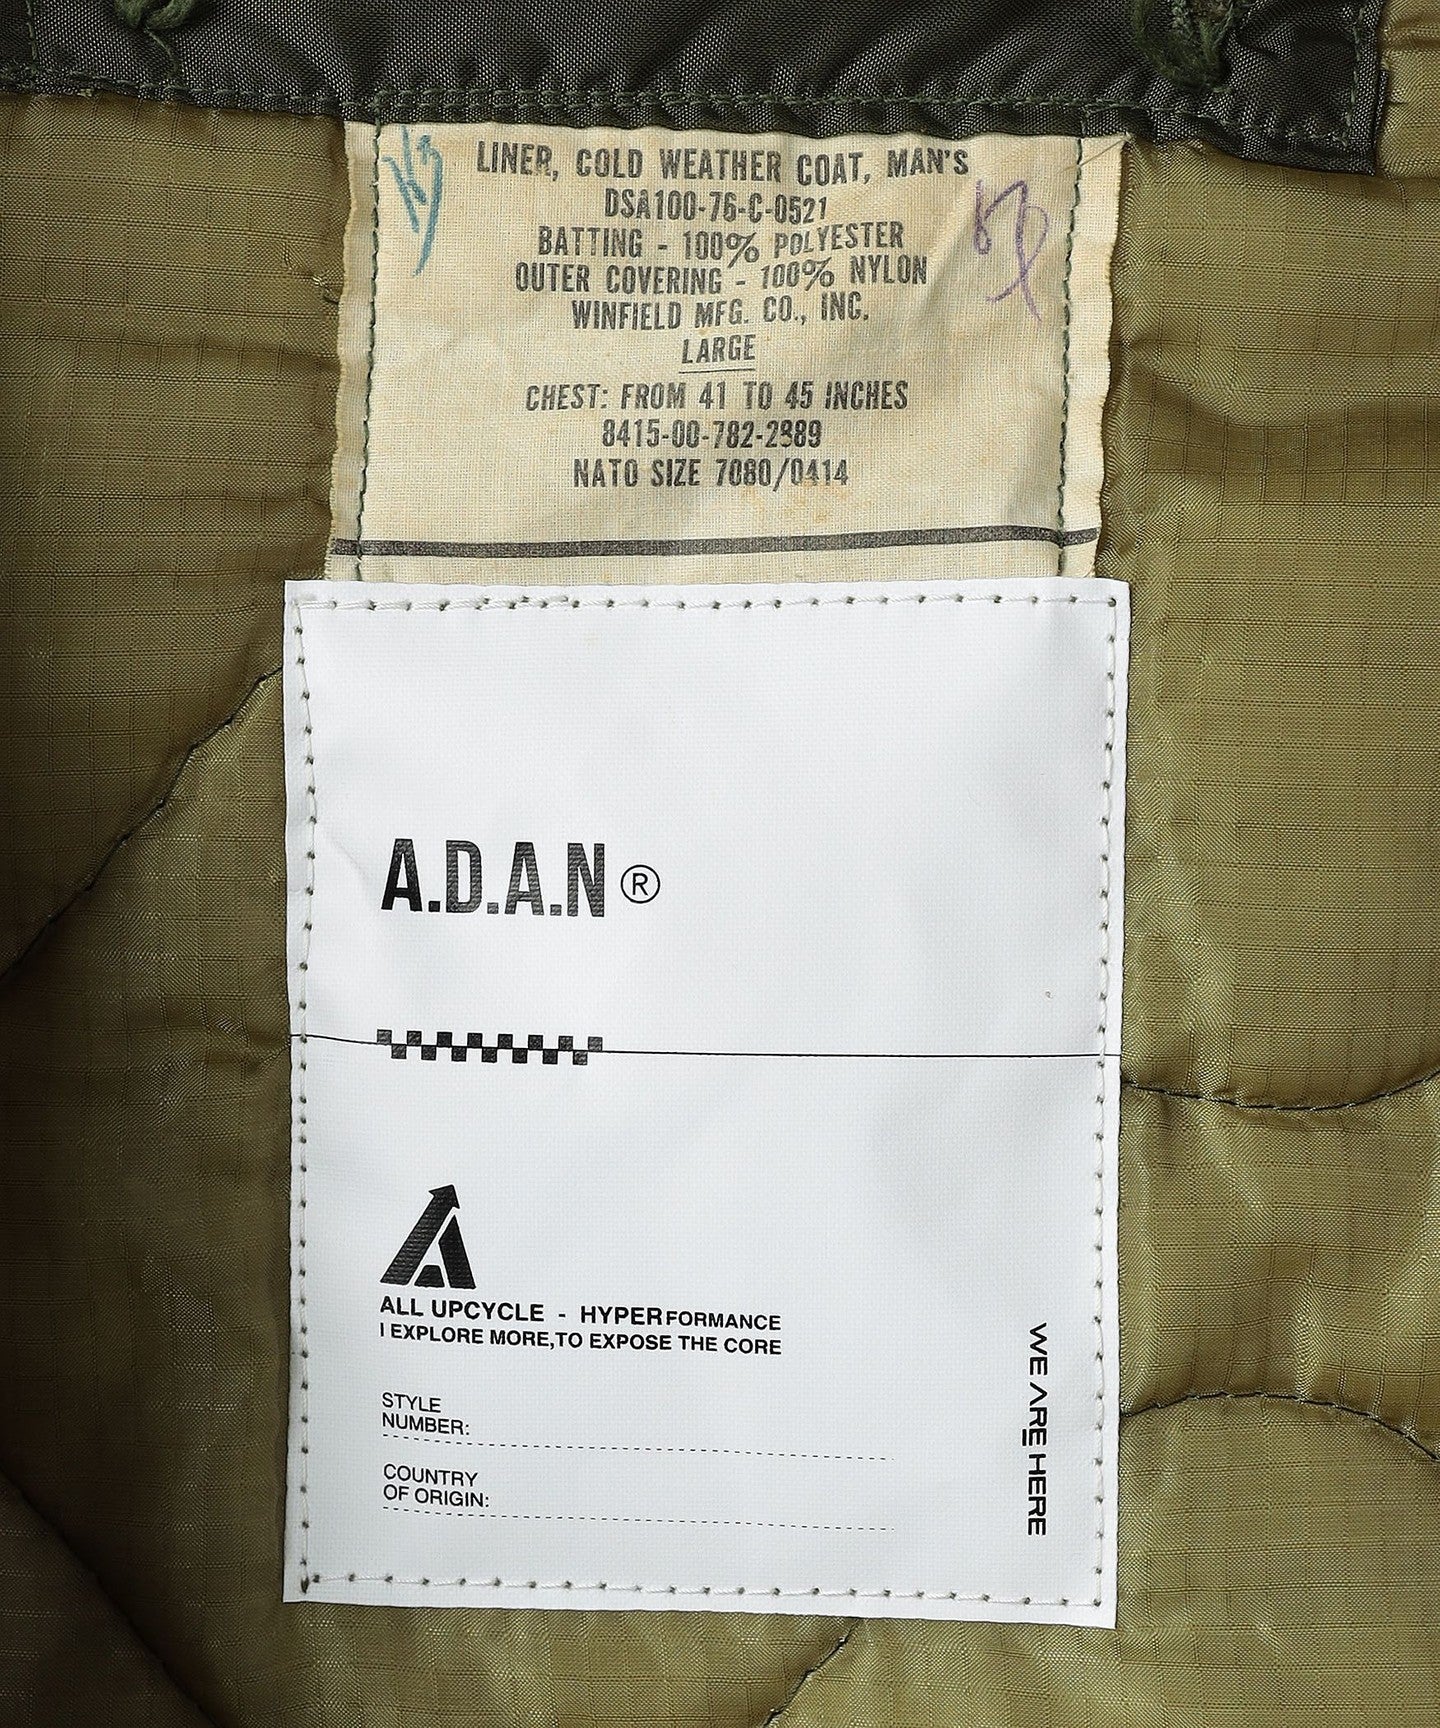 LINER, COLD WEATHER COAT, MAN'S
DSA100-76-C-0521
BATTING - 100% POLYESTER
OUTER COVERING - 100% NYLON
WINFIELD MFG. CO., INC.
LARGE
CHEST: FROM 41 TO 45 INCHES
8415-00-782-2889
NATO SIZE 7080/0414
A.D.A.N®
ALL UPCYCLE - HYPERFORMANCE
I EXPLORE MORE,TO EXPOSE THE CORE
STYLE
NUMBER:
COUNTRY
OF ORIGIN:
WE ARE HERE